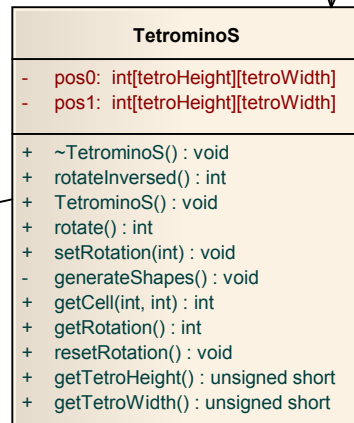 TetrominoS
- pos0: int[tetroHeight][tetroWidth]
- pos1: int[tetroHeight][tetroWidth]
+ ~TetrominoS() : void
+ rotateInversed() : int
+ TetrominoS() : void
+ rotate() : int
+ setRotation(int) : void
- generateShapes() : void
+ getCell(int, int) : int
+ getRotation() : int
+ resetRotation() : void
+ getTetroHeight() : unsigned short
+ getTetroWidth() : unsigned short